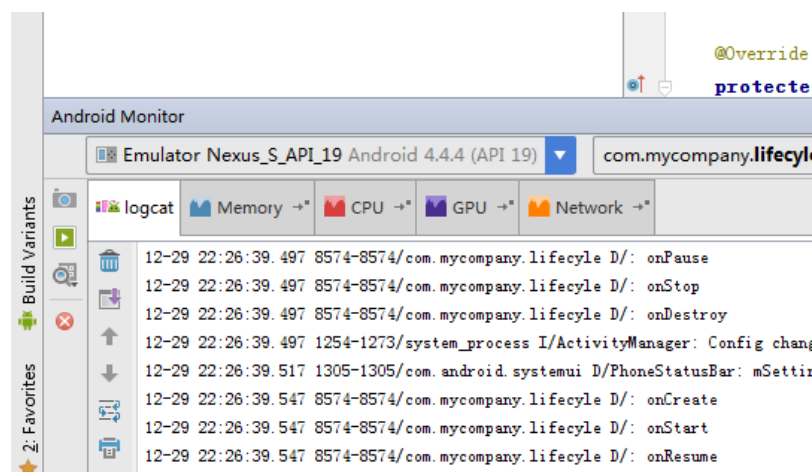 @Override
protecte
Android Monitor
Emulator Nexus_S_API_19 Android 4.4.4 (API 19)
com.mycompany.lifecyle
logcat
Memory
CPU
GPU
Network
12-29 22:26:39.497 8574-8574/com.mycompany.lifecyle D/: onPause
12-29 22:26:39.497 8574-8574/com.mycompany.lifecyle D/: onStop
12-29 22:26:39.497 8574-8574/com.mycompany.lifecyle D/: onDestroy
12-29 22:26:39.497 1254-1273/system_process I/ActivityManager: Config chang
12-29 22:26:39.517 1305-1305/com.android.systemui D/PhoneStatusBar: mSettin
12-29 22:26:39.547 8574-8574/com.mycompany.lifecyle D/: onCreate
12-29 22:26:39.547 8574-8574/com.mycompany.lifecyle D/: onStart
12-29 22:26:39.547 8574-8574/com.mycompany.lifecyle D/: onResume
Build Variants
2: Favorites